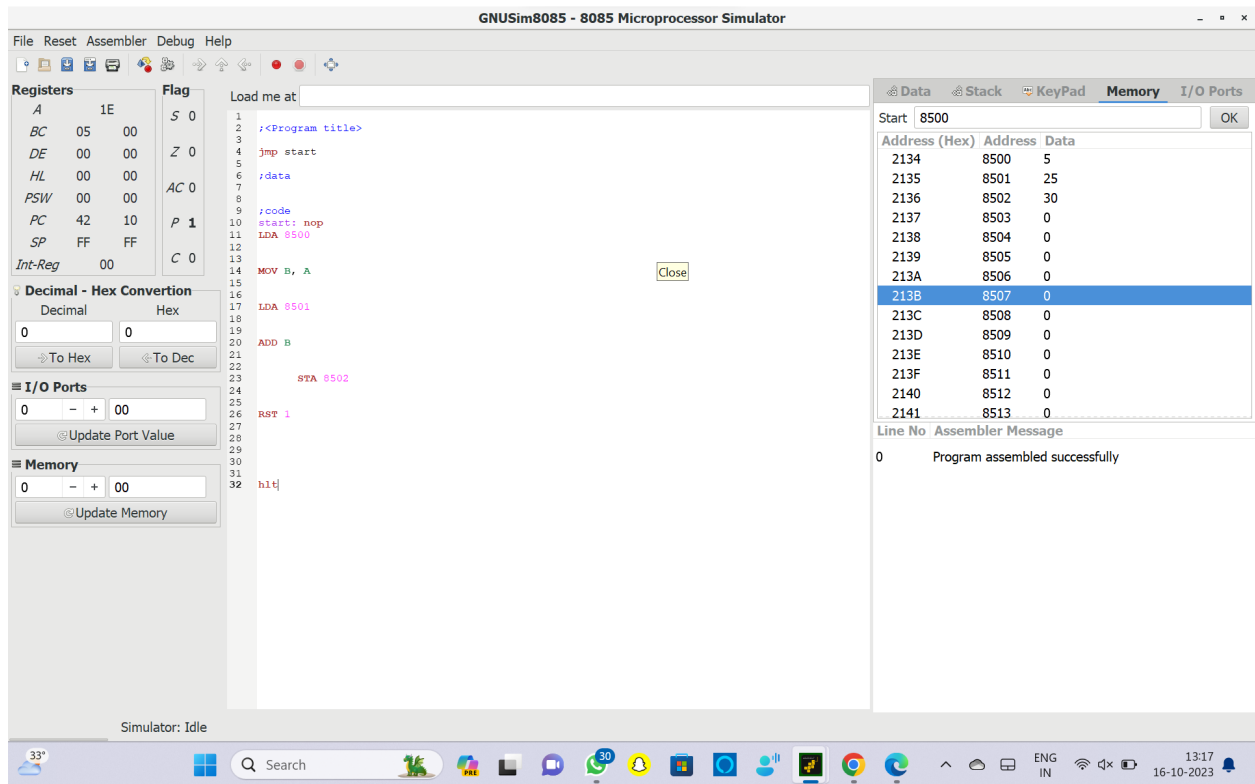 GNUSim8085 - 8085 Microprocessor Simulator
File Reset Assembler Debug Help
Registers
A 1E
BC 05 00
DE 00 00
HL 00 00
PSW 00 00
PC 42 10
SP FF FF
Int-Reg 00
Flag
S 0
Z 0
AC 0
P 1
C 0
Decimal - Hex Convertion
Decimal Hex
0 0
To Hex To Dec
I/O Ports
0 - + 00
Update Port Value
Memory
0 - + 00
Update Memory
Load me at
1
2 ;<Program title>
3
4 jmp start
5
6 ;data
7
8
9 ;code
10 start: nop
11 LDA 8500
12
13
14 MOV B, A
15
16
17 LDA 8501
18
19
20 ADD B
21
22
23 STA 8502
24
25
26 RST 1
27
28
29
30
31
32 hlt
Close
Data Stack KeyPad Memory I/O Ports
Start 8500 OK
Address (Hex) Address Data
2134 8500 5
2135 8501 25
2136 8502 30
2137 8503 0
2138 8504 0
2139 8505 0
213A 8506 0
213B 8507 0
213C 8508 0
213D 8509 0
213E 8510 0
213F 8511 0
2140 8512 0
2141 8513 0
Line No Assembler Message
0 Program assembled successfully
Simulator: Idle
33°
Search
PRE
30
ENG
IN
13:17
16-10-2023